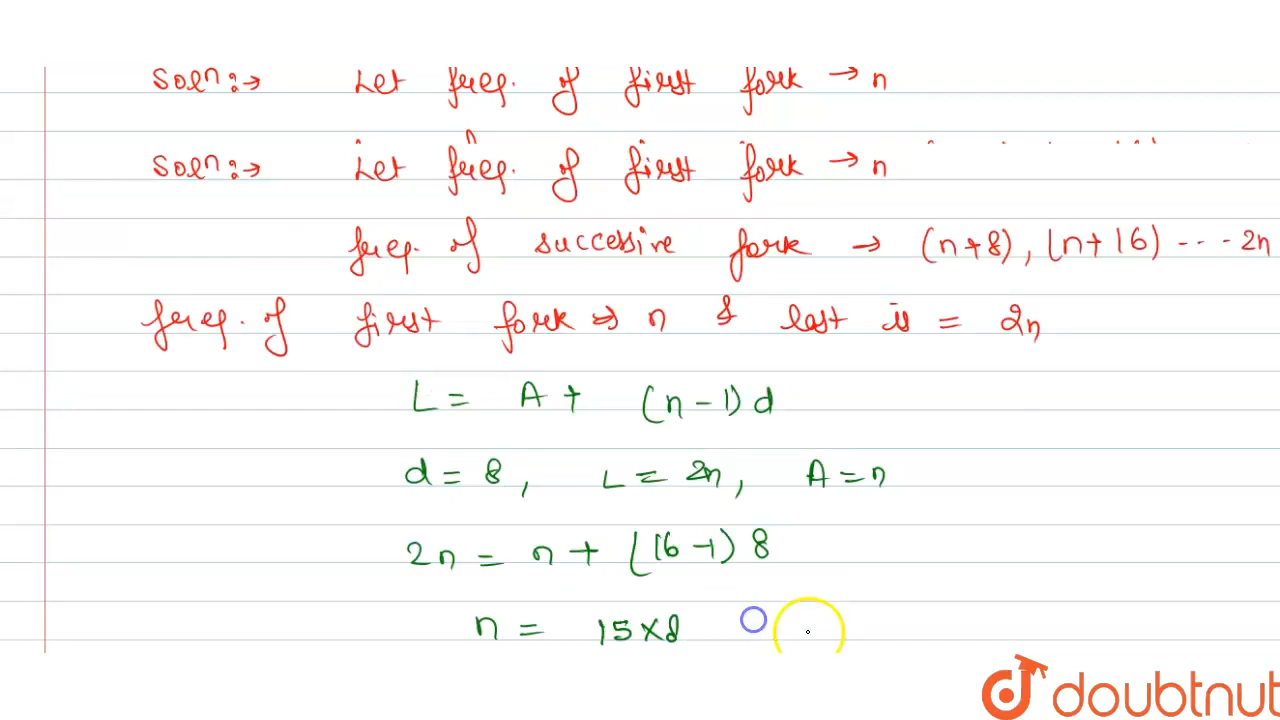 Soln:→ Let freq. of first fork → n
Soln:→ Let freq. of first fork → n
freq. of successive fork → (n+8), (n+16) --- 2n
freq. of first fork → n & last is = 2n
L = A + (n-1)d
d = 8, L = 2n, A = n
2n = n + (16-1) 8
n = 15×8
doubtnut